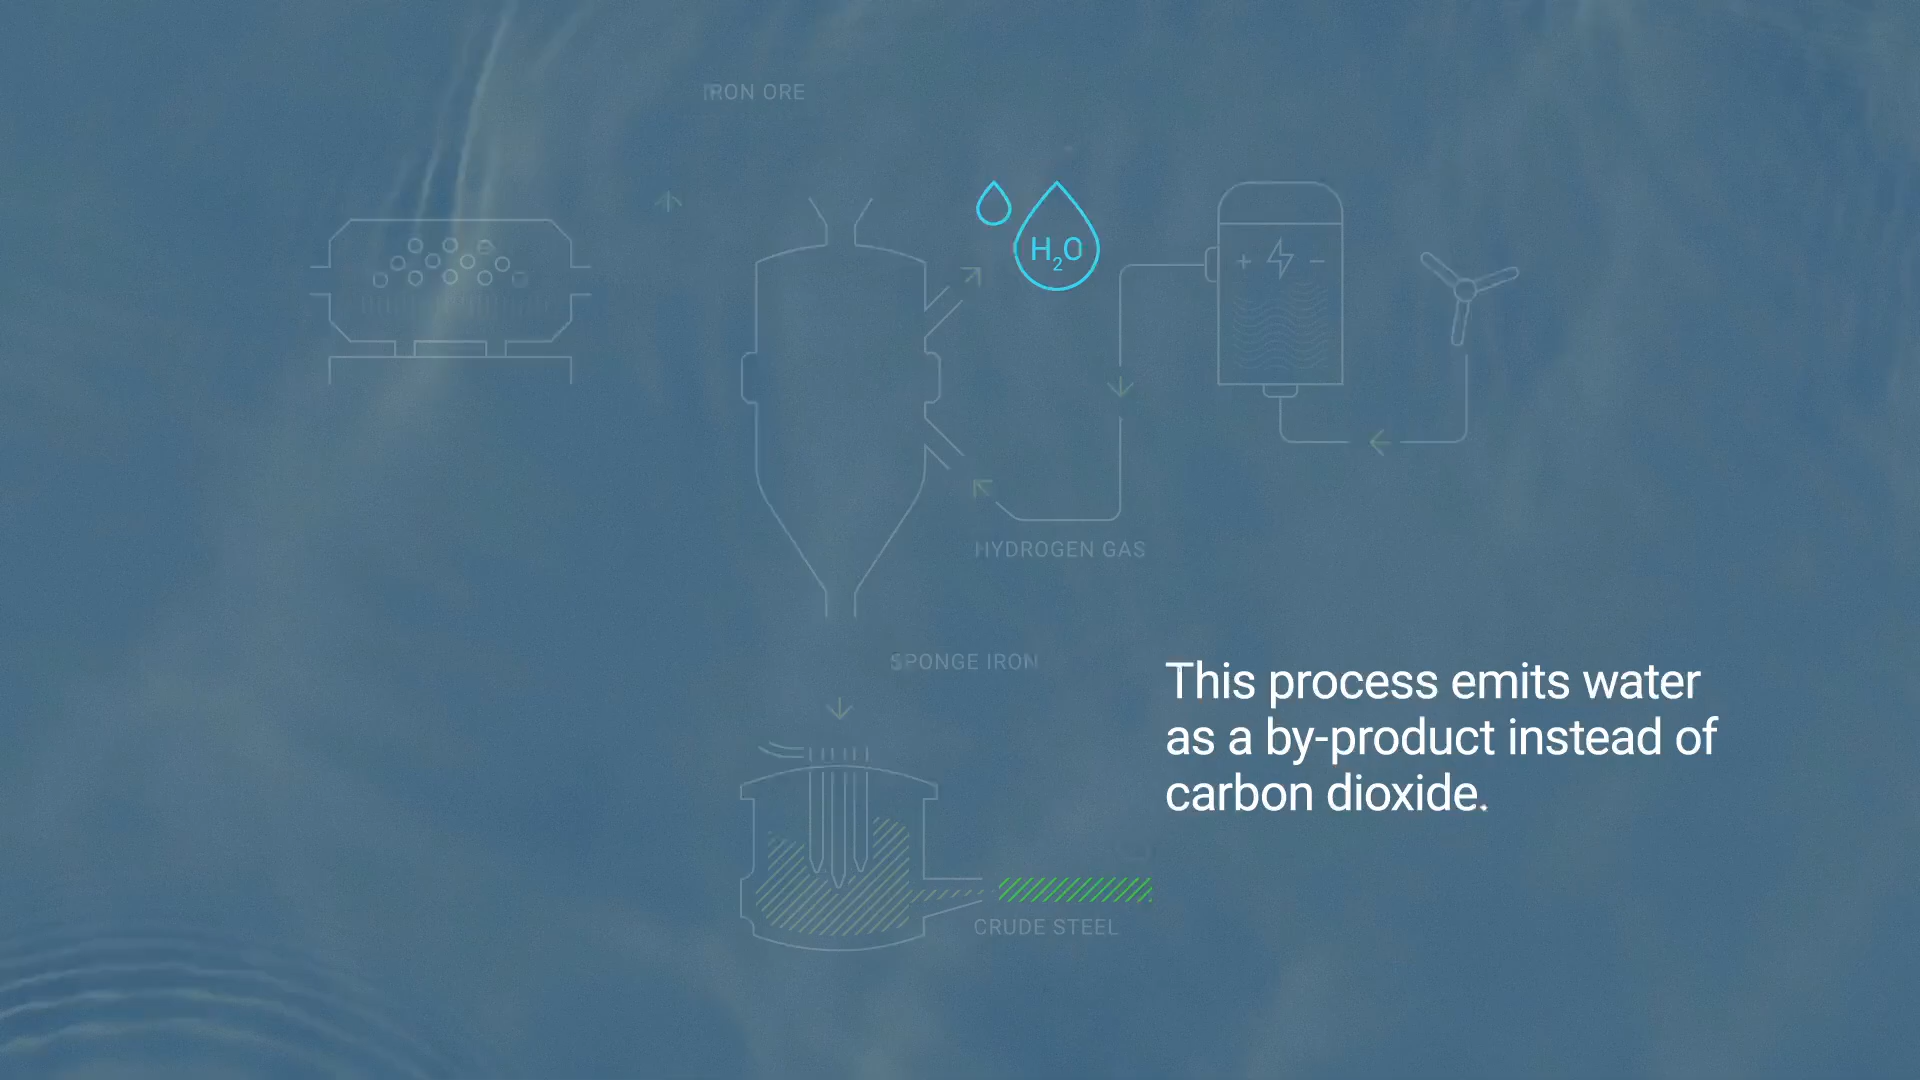 IRON ORE
H2O
+ −
HYDROGEN GAS
SPONGE IRON
This process emits water
as a by-product instead of
carbon dioxide.
CRUDE STEEL